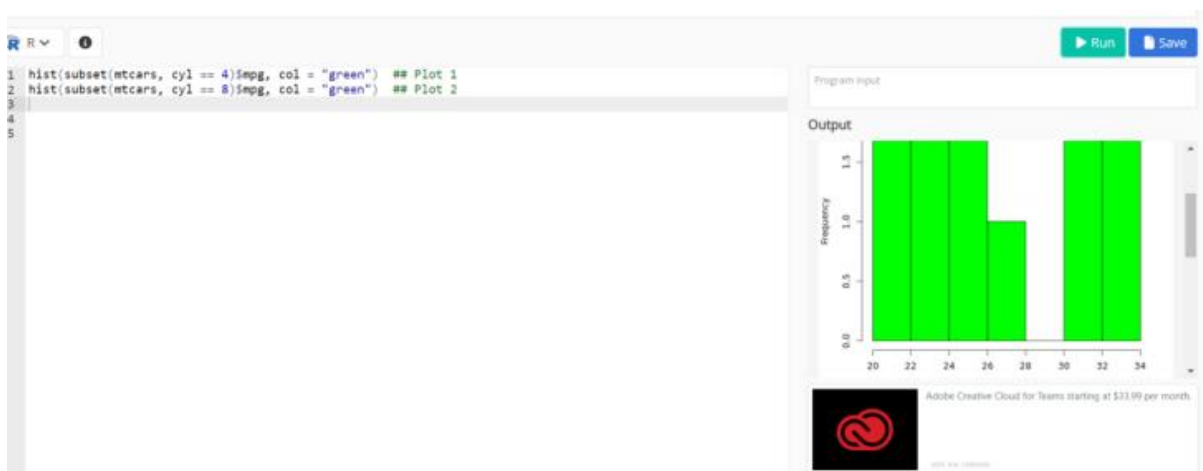 R
Run
Save
1 hist(subset(mtcars, cyl == 4)$mpg, col = "green") ## Plot 1
2 hist(subset(mtcars, cyl == 8)$mpg, col = "green") ## Plot 2
3
4
5
Program input
Output
Frequency
1.5
1.0
0.5
0.0
20 22 24 26 28 30 32 34
Adobe Creative Cloud for Teams starting at $33.99 per month.